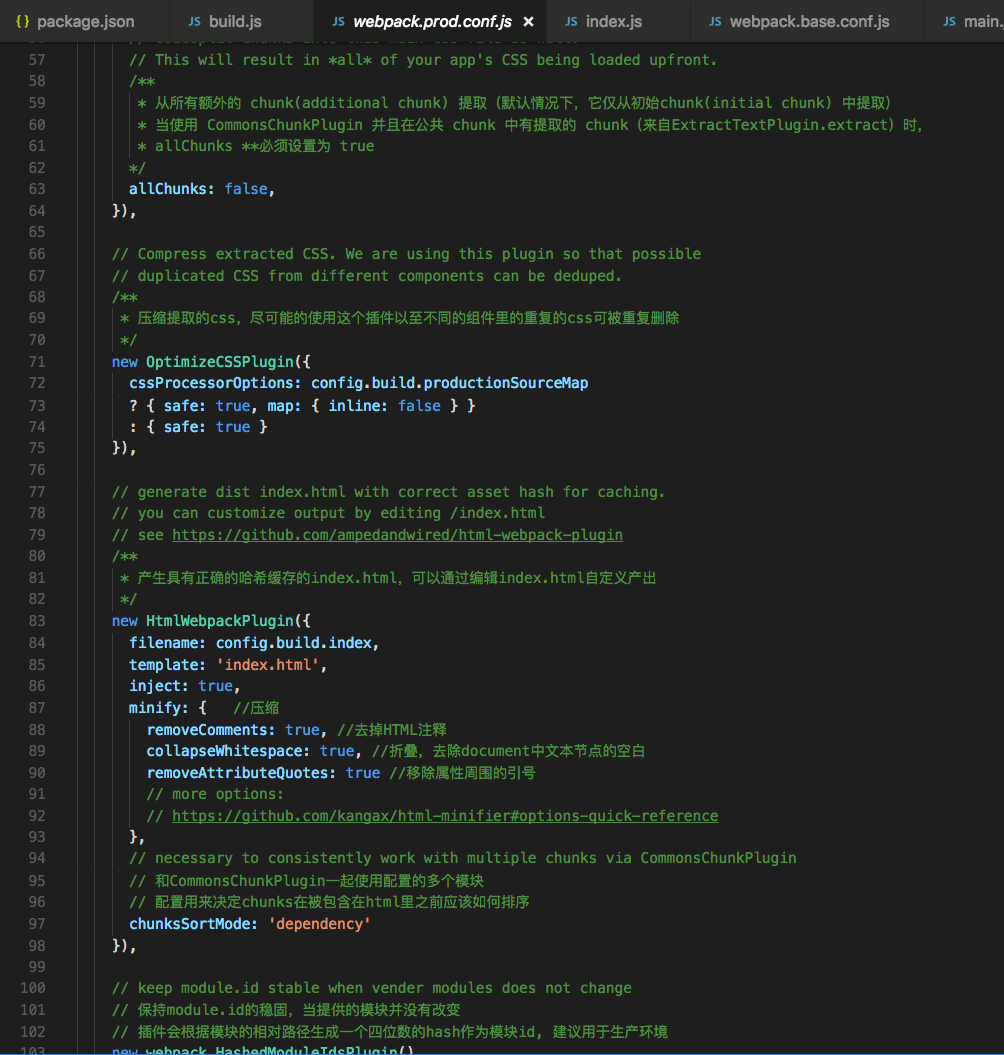 {} package.json JS build.js JS webpack.prod.conf.js × JS index.js JS webpack.base.conf.js JS main.
57 // This will result in *all* of your app's CSS being loaded upfront.
58 /**
59 * 从所有额外的 chunk(additional chunk) 提取（默认情况下，它仅从初始chunk(initial chunk) 中提取）
60 * 当使用 CommonsChunkPlugin 并且在公共 chunk 中有提取的 chunk（来自ExtractTextPlugin.extract）时，
61 * allChunks **必须设置为 true
62 */
63 allChunks: false,
64 }),
65
66 // Compress extracted CSS. We are using this plugin so that possible
67 // duplicated CSS from different components can be deduped.
68 /**
69 * 压缩提取的css，尽可能的使用这个插件以至不同的组件里的重复的css可被重复删除
70 */
71 new OptimizeCSSPlugin({
72 cssProcessorOptions: config.build.productionSourceMap
73 ? { safe: true, map: { inline: false } }
74 : { safe: true }
75 }),
76
77 // generate dist index.html with correct asset hash for caching.
78 // you can customize output by editing /index.html
79 // see https://github.com/ampedandwired/html-webpack-plugin
80 /**
81 * 产生具有正确的哈希缓存的index.html，可以通过编辑index.html自定义产出
82 */
83 new HtmlWebpackPlugin({
84 filename: config.build.index,
85 template: 'index.html',
86 inject: true,
87 minify: { //压缩
88 removeComments: true, //去掉HTML注释
89 collapseWhitespace: true, //折叠，去除document中文本节点的空白
90 removeAttributeQuotes: true //移除属性周围的引号
91 // more options:
92 // https://github.com/kangax/html-minifier#options-quick-reference
93 },
94 // necessary to consistently work with multiple chunks via CommonsChunkPlugin
95 // 和CommonsChunkPlugin一起使用配置的多个模块
96 // 配置用来决定chunks在被包含在html里之前应该如何排序
97 chunksSortMode: 'dependency'
98 }),
99
100 // keep module.id stable when vender modules does not change
101 // 保持module.id的稳固，当提供的模块并没有改变
102 // 插件会根据模块的相对路径生成一个四位数的hash作为模块id, 建议用于生产环境
103 new webpack.HashedModuleIdsPlugin()